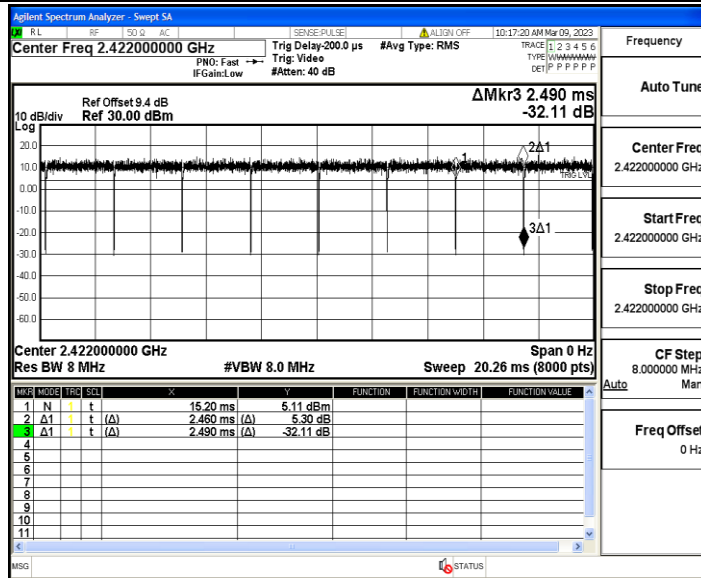 Agilent Spectrum Analyzer - Swept SA
RL RF 50 Ω AC SENSE:PULSE ALIGN OFF 10:17:20 AM Mar 09, 2023
Center Freq 2.422000000 GHz
PNO: Fast
IFGain:Low
Trig Delay-200.0 µs
Trig: Video
#Atten: 40 dB
#Avg Type: RMS
TRACE 1 2 3 4 5 6
TYPE WWWWWW
DET P P P P P P
Ref Offset 9.4 dB
10 dB/div Ref 30.00 dBm
Log
ΔMkr3 2.490 ms
-32.11 dB
20.0
10.0
0.00
-10.0
-20.0
-30.0
-40.0
-50.0
-60.0
1
2Δ1
TRIG LVL
3Δ1
Center 2.422000000 GHz Span 0 Hz
Res BW 8 MHz #VBW 8.0 MHz Sweep 20.26 ms (8000 pts)
MKR MODE TRC SCL X Y FUNCTION FUNCTION WIDTH FUNCTION VALUE
1 N 1 t 15.20 ms 5.11 dBm
2 Δ1 1 t (Δ) 2.460 ms (Δ) 5.30 dB
3 Δ1 1 t (Δ) 2.490 ms (Δ) -32.11 dB
4
5
6
7
8
9
10
11
MSG STATUS
Frequency
Auto Tune
Center Freq
2.422000000 GHz
Start Freq
2.422000000 GHz
Stop Freq
2.422000000 GHz
CF Step
8.000000 MHz
Auto Man
Freq Offset
0 Hz